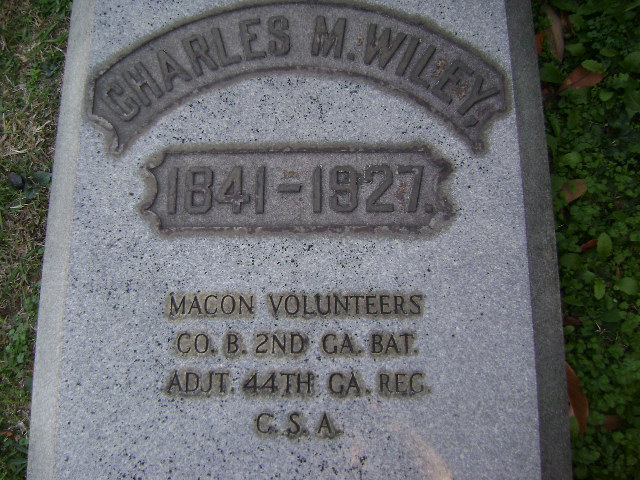 CHARLES M. WILEY.
1841-1927.
MACON VOLUNTEERS
CO. B. 2ND GA. BAT.
ADJT. 44TH GA. REG.
C.S.A.